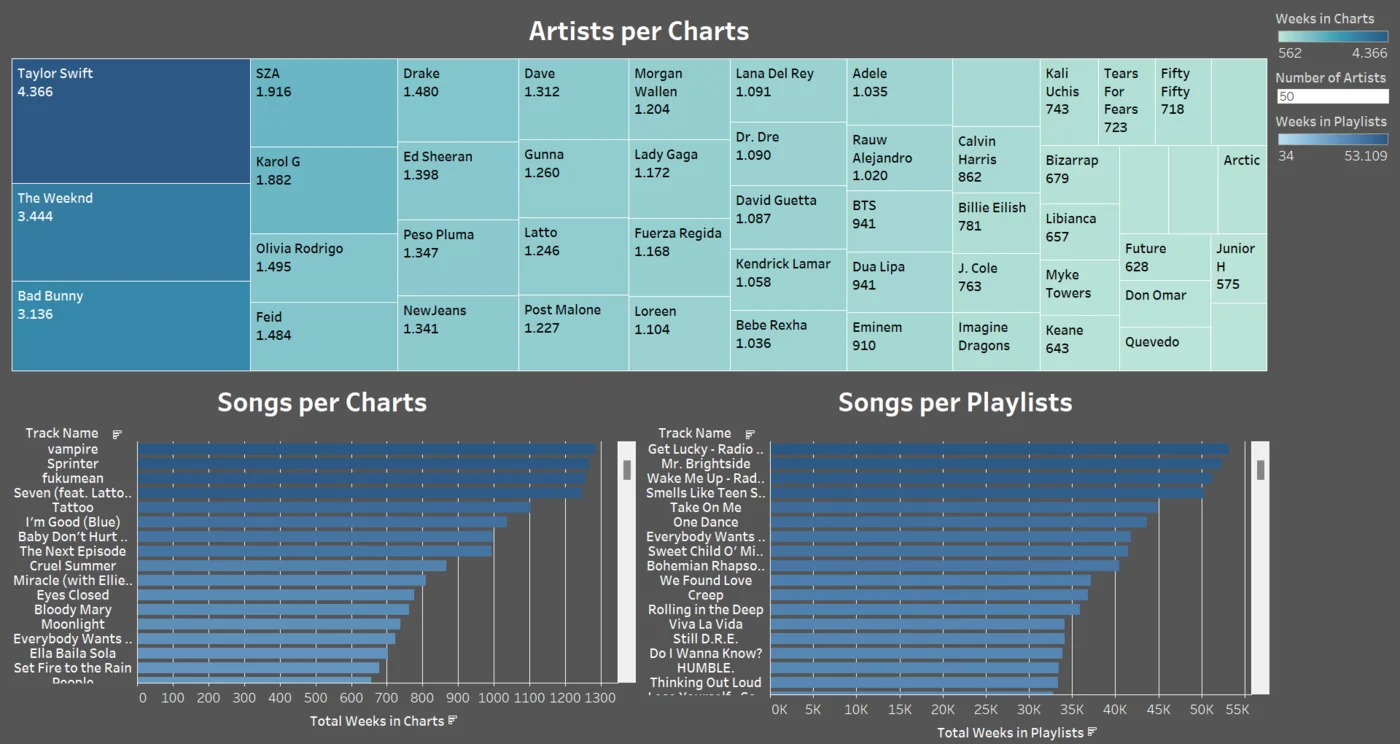 Artists per Charts
Taylor Swift
4.366
The Weeknd
3.444
Bad Bunny
3.136
SZA
1.916
Karol G
1.882
Olivia Rodrigo
1.495
Feid
1.484
Drake
1.480
Ed Sheeran
1.398
Peso Pluma
1.347
NewJeans
1.341
Dave
1.312
Gunna
1.260
Latto
1.246
Post Malone
1.227
Morgan
Wallen
1.204
Lady Gaga
1.172
Fuerza Regida
1.168
Loreen
1.104
Lana Del Rey
1.091
Dr. Dre
1.090
David Guetta
1.087
Kendrick Lamar
1.058
Bebe Rexha
1.036
Adele
1.035
Rauw
Alejandro
1.020
BTS
941
Dua Lipa
941
Eminem
910
Calvin
Harris
862
Billie Eilish
781
J. Cole
763
Imagine
Dragons
Kali
Uchis
743
Tears
For
Fears
723
Fifty
Fifty
718
Bizarrap
679
Libianca
657
Myke
Towers
Keane
643
Arctic
Future
628
Don Omar
Quevedo
Junior
H
575
Weeks in Charts
562 4.366
Number of Artists
50
Weeks in Playlists
34 53.109
Songs per Charts
Track Name
vampire
Sprinter
fukumean
Seven (feat. Latto..
Tattoo
I'm Good (Blue)
Baby Don't Hurt ..
The Next Episode
Cruel Summer
Miracle (with Ellie..
Eyes Closed
Bloody Mary
Moonlight
Everybody Wants ..
Ella Baila Sola
Set Fire to the Rain
People
0 100 200 300 400 500 600 700 800 900 1000 1100 1200 1300
Total Weeks in Charts
Songs per Playlists
Track Name
Get Lucky - Radio ..
Mr. Brightside
Wake Me Up - Rad..
Smells Like Teen S..
Take On Me
One Dance
Everybody Wants ..
Sweet Child O' Mi..
Bohemian Rhapso..
We Found Love
Creep
Rolling in the Deep
Viva La Vida
Still D.R.E.
Do I Wanna Know?
HUMBLE.
Thinking Out Loud
0K 5K 10K 15K 20K 25K 30K 35K 40K 45K 50K 55K
Total Weeks in Playlists